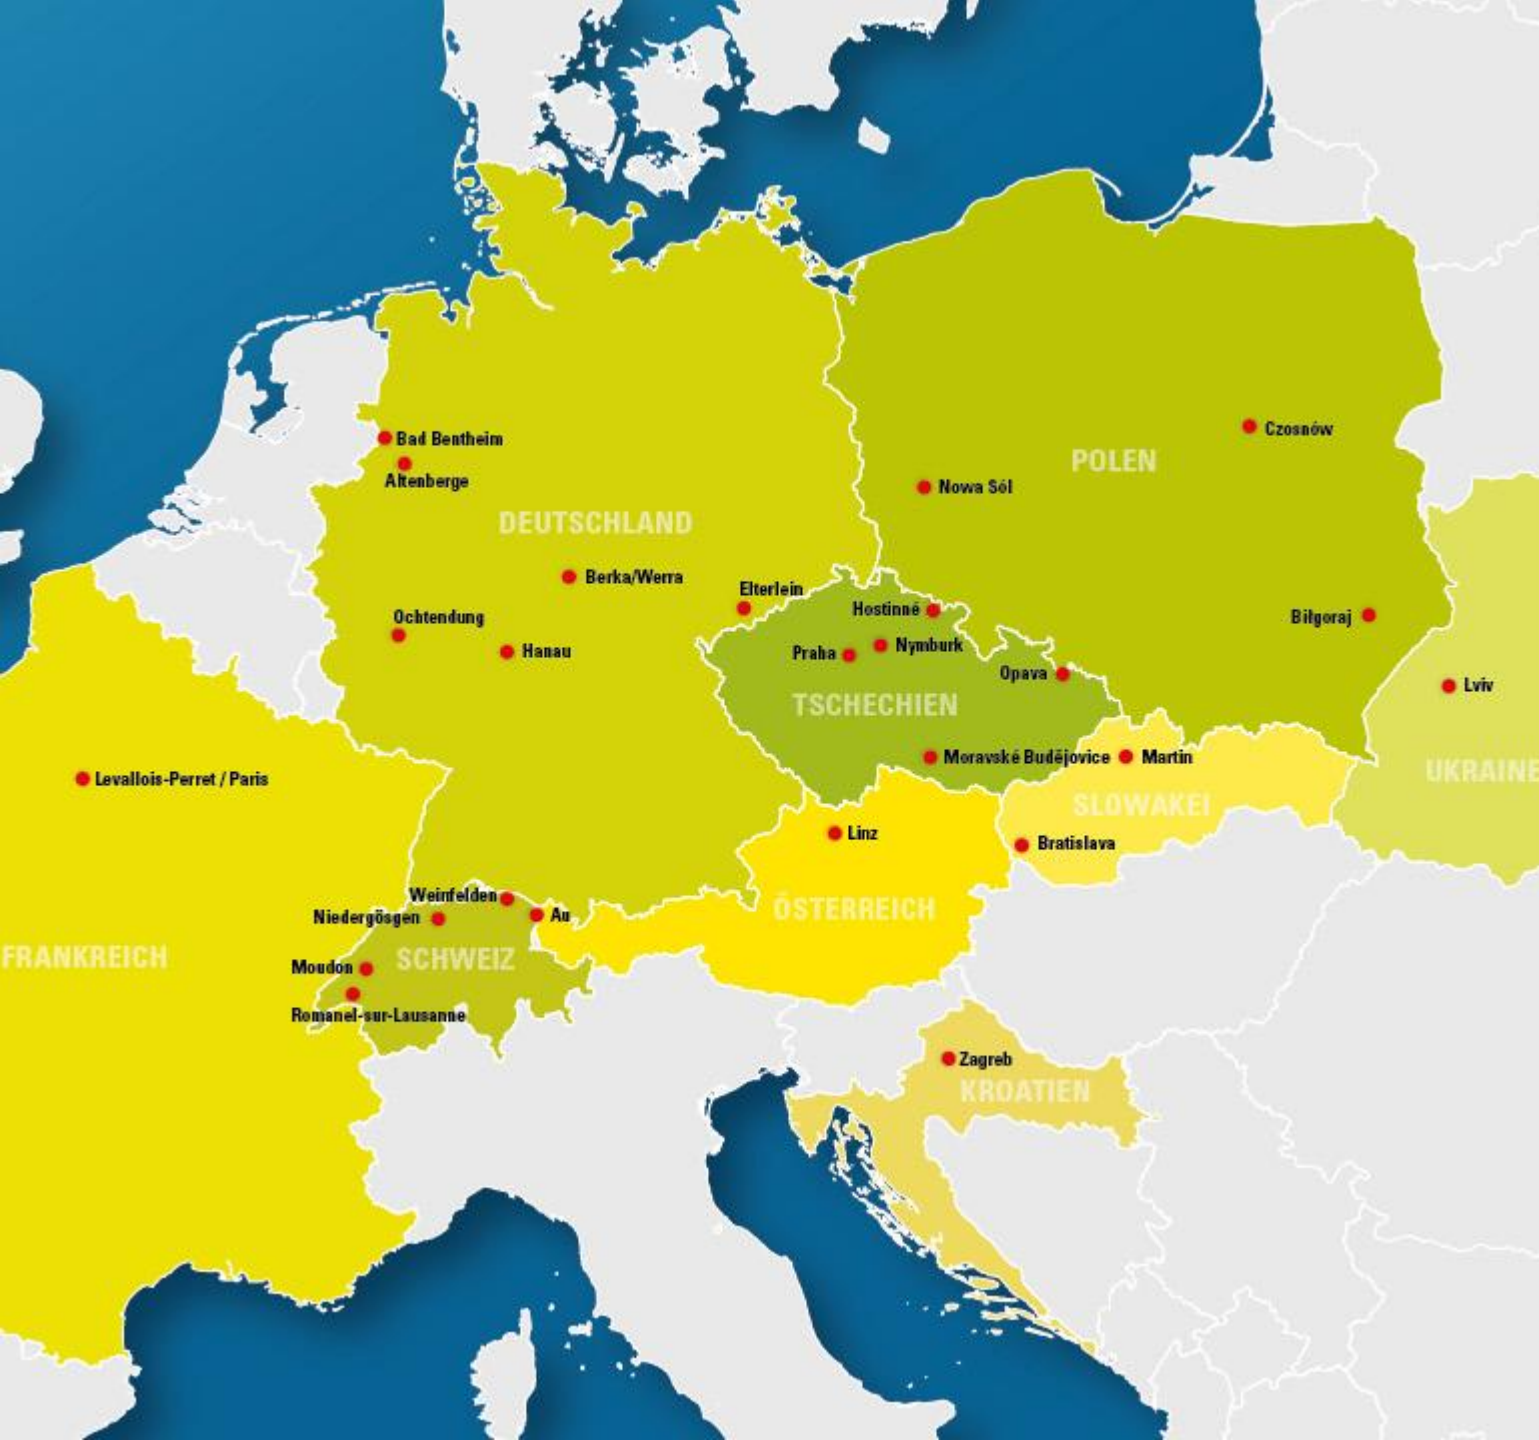 Czosnów
Bad Bentheim
POLEN
Altenberge
Nowa Sól
DEUTSCHLAND
Berka/Werra
Elterlein
Hostinné
Ochtendung
Biłgoraj
Nymburk
Hanau
Praha
Opava
Lviv
TSCHECHIEN
Moravské Budějovice
Martin
UKRAINE
Levallois-Perret / Paris
SLOWAKEI
Linz
Bratislava
Weinfelden
ÖSTERREICH
Niedergösgen
Au
FRANKREICH
SCHWEIZ
Moudon
Romanel-sur-Lausanne
Zagreb
KROATIEN